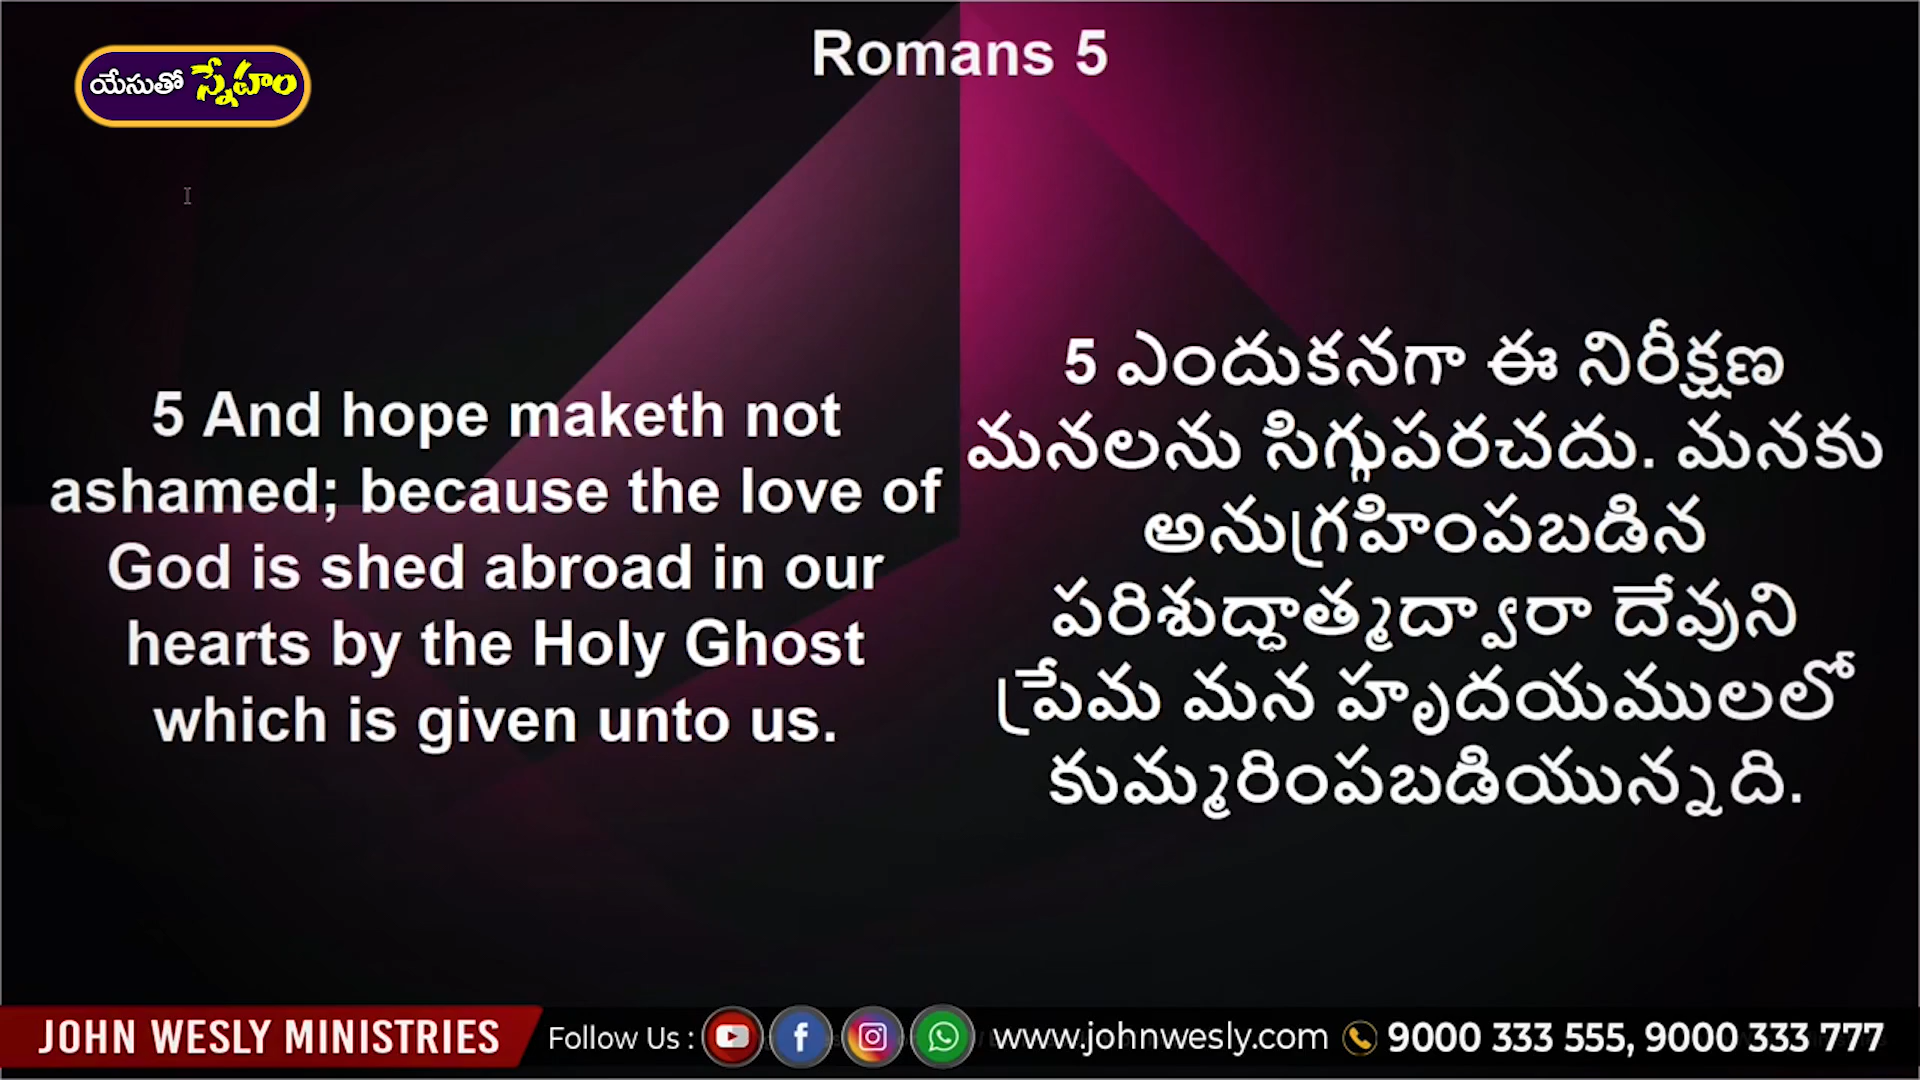 Romans 5
యేసుతో స్నేహం
5 And hope maketh not
ashamed; because the love of
God is shed abroad in our
hearts by the Holy Ghost
which is given unto us.
5 ఎందుకనగా ఈ నిరీక్షణ
మనలను సిగ్గుపరచదు. మనకు
అనుగ్రహింపబడిన
పరిశుద్ధాత్మద్వారా దేవుని
ప్రేమ మన హృదయములలో
కుమ్మరింపబడియున్నది.
JOHN WESLY MINISTRIES
Follow Us :
www.johnwesly.com
9000 333 555, 9000 333 777